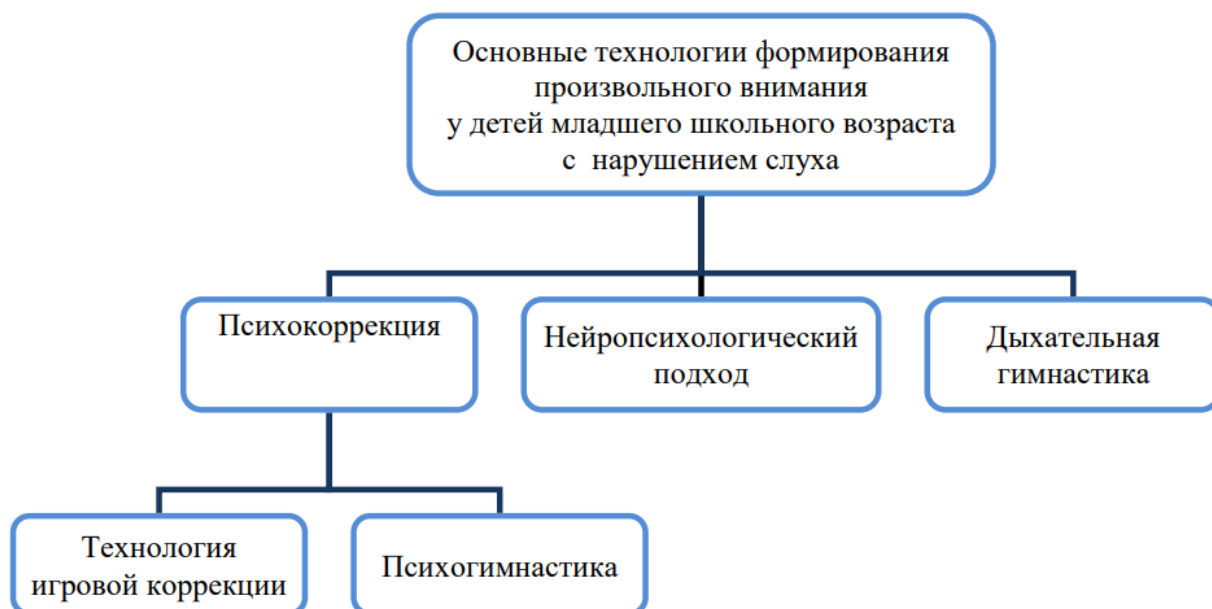 Основные технологии формирования
произвольного внимания
у детей младшего школьного возраста
с нарушением слуха
Психокоррекция
Нейропсихологический
подход
Дыхательная
гимнастика
Технология
игровой коррекции
Психогимнастика